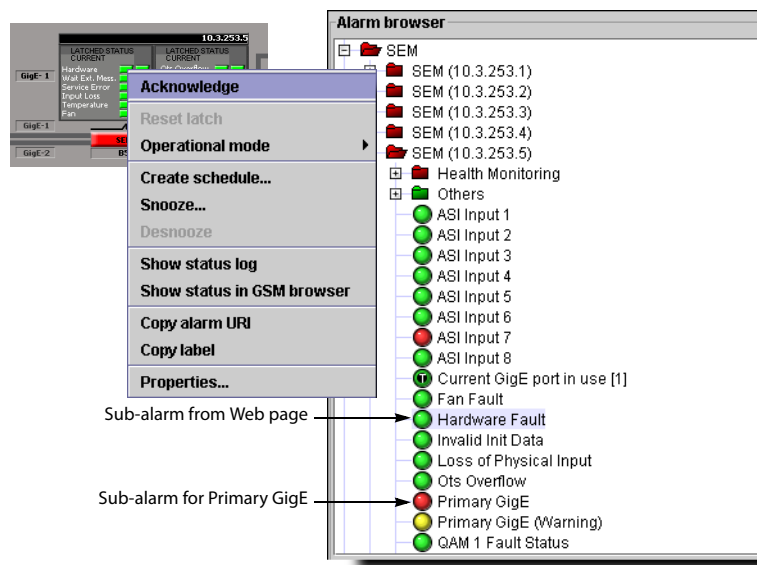 10.3.253.5
LATCHED STATUS
CURRENT
LATCHED STATUS
CURRENT
GigE- 1
Hardware
Wait Ext. Mess.
Service Error
Input Loss
Temperature
Fan
Ots Overflow
GigE-1
GigE-2
Acknowledge
Reset latch
Operational mode
Create schedule...
Snooze...
Desnooze
Show status log
Show status in GSM browser
Copy alarm URI
Copy label
Properties...
Sub-alarm from Web page
Sub-alarm for Primary GigE
Alarm browser
SEM
SEM (10.3.253.1)
SEM (10.3.253.2)
SEM (10.3.253.3)
SEM (10.3.253.4)
SEM (10.3.253.5)
Health Monitoring
Others
ASI Input 1
ASI Input 2
ASI Input 3
ASI Input 4
ASI Input 5
ASI Input 6
ASI Input 7
ASI Input 8
T Current GigE port in use [1]
Fan Fault
Hardware Fault
Invalid Init Data
Loss of Physical Input
Ots Overflow
Primary GigE
Primary GigE (Warning)
QAM 1 Fault Status